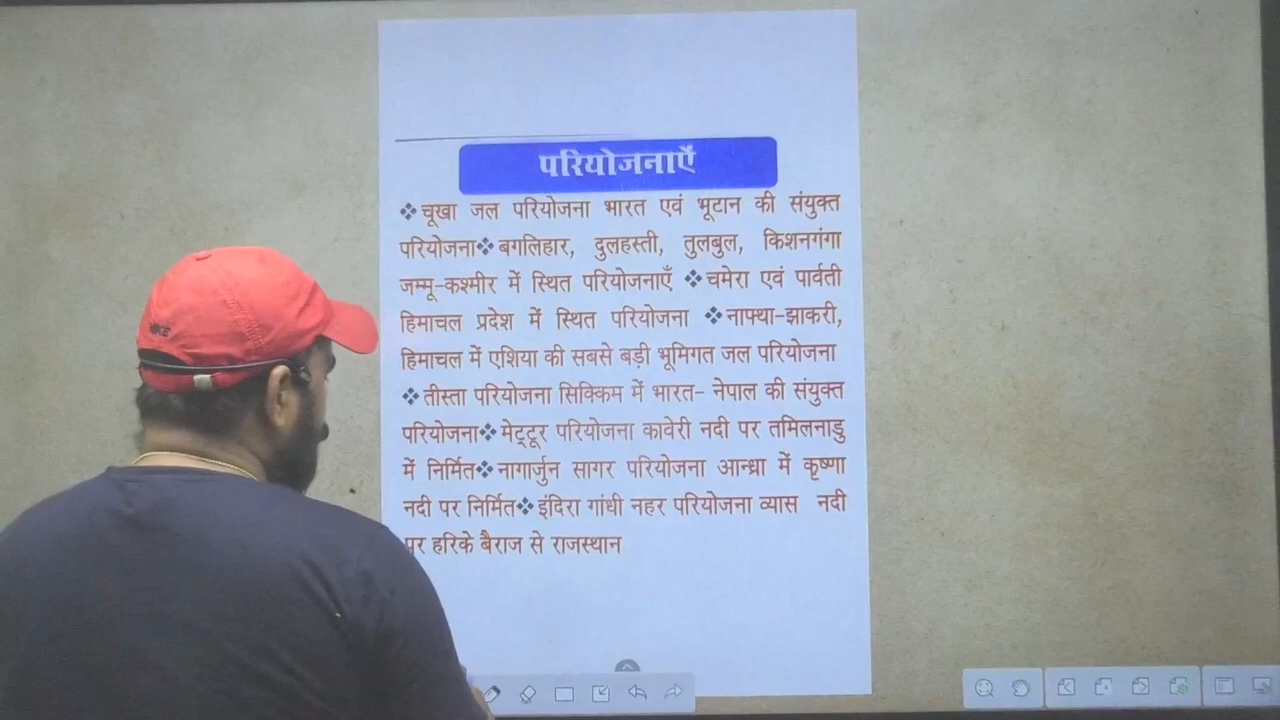 परियोजनाएँ
❖चूखा जल परियोजना भारत एवं भूटान की संयुक्त
परियोजना❖बगलिहार, दुलहस्ती, तुलबुल, किशनगंगा
जम्मू-कश्मीर में स्थित परियोजनाएँ ❖चमेरा एवं पार्वती
हिमाचल प्रदेश में स्थित परियोजना ❖नाफ्था-झाकरी,
हिमाचल में एशिया की सबसे बड़ी भूमिगत जल परियोजना
❖तीस्ता परियोजना सिक्किम में भारत- नेपाल की संयुक्त
परियोजना❖मेट्टूर परियोजना कावेरी नदी पर तमिलनाडु
में निर्मित❖नागार्जुन सागर परियोजना आन्ध्रा में कृष्णा
नदी पर निर्मित❖इंदिरा गांधी नहर परियोजना व्यास नदी
पर हरिके बैराज से राजस्थान